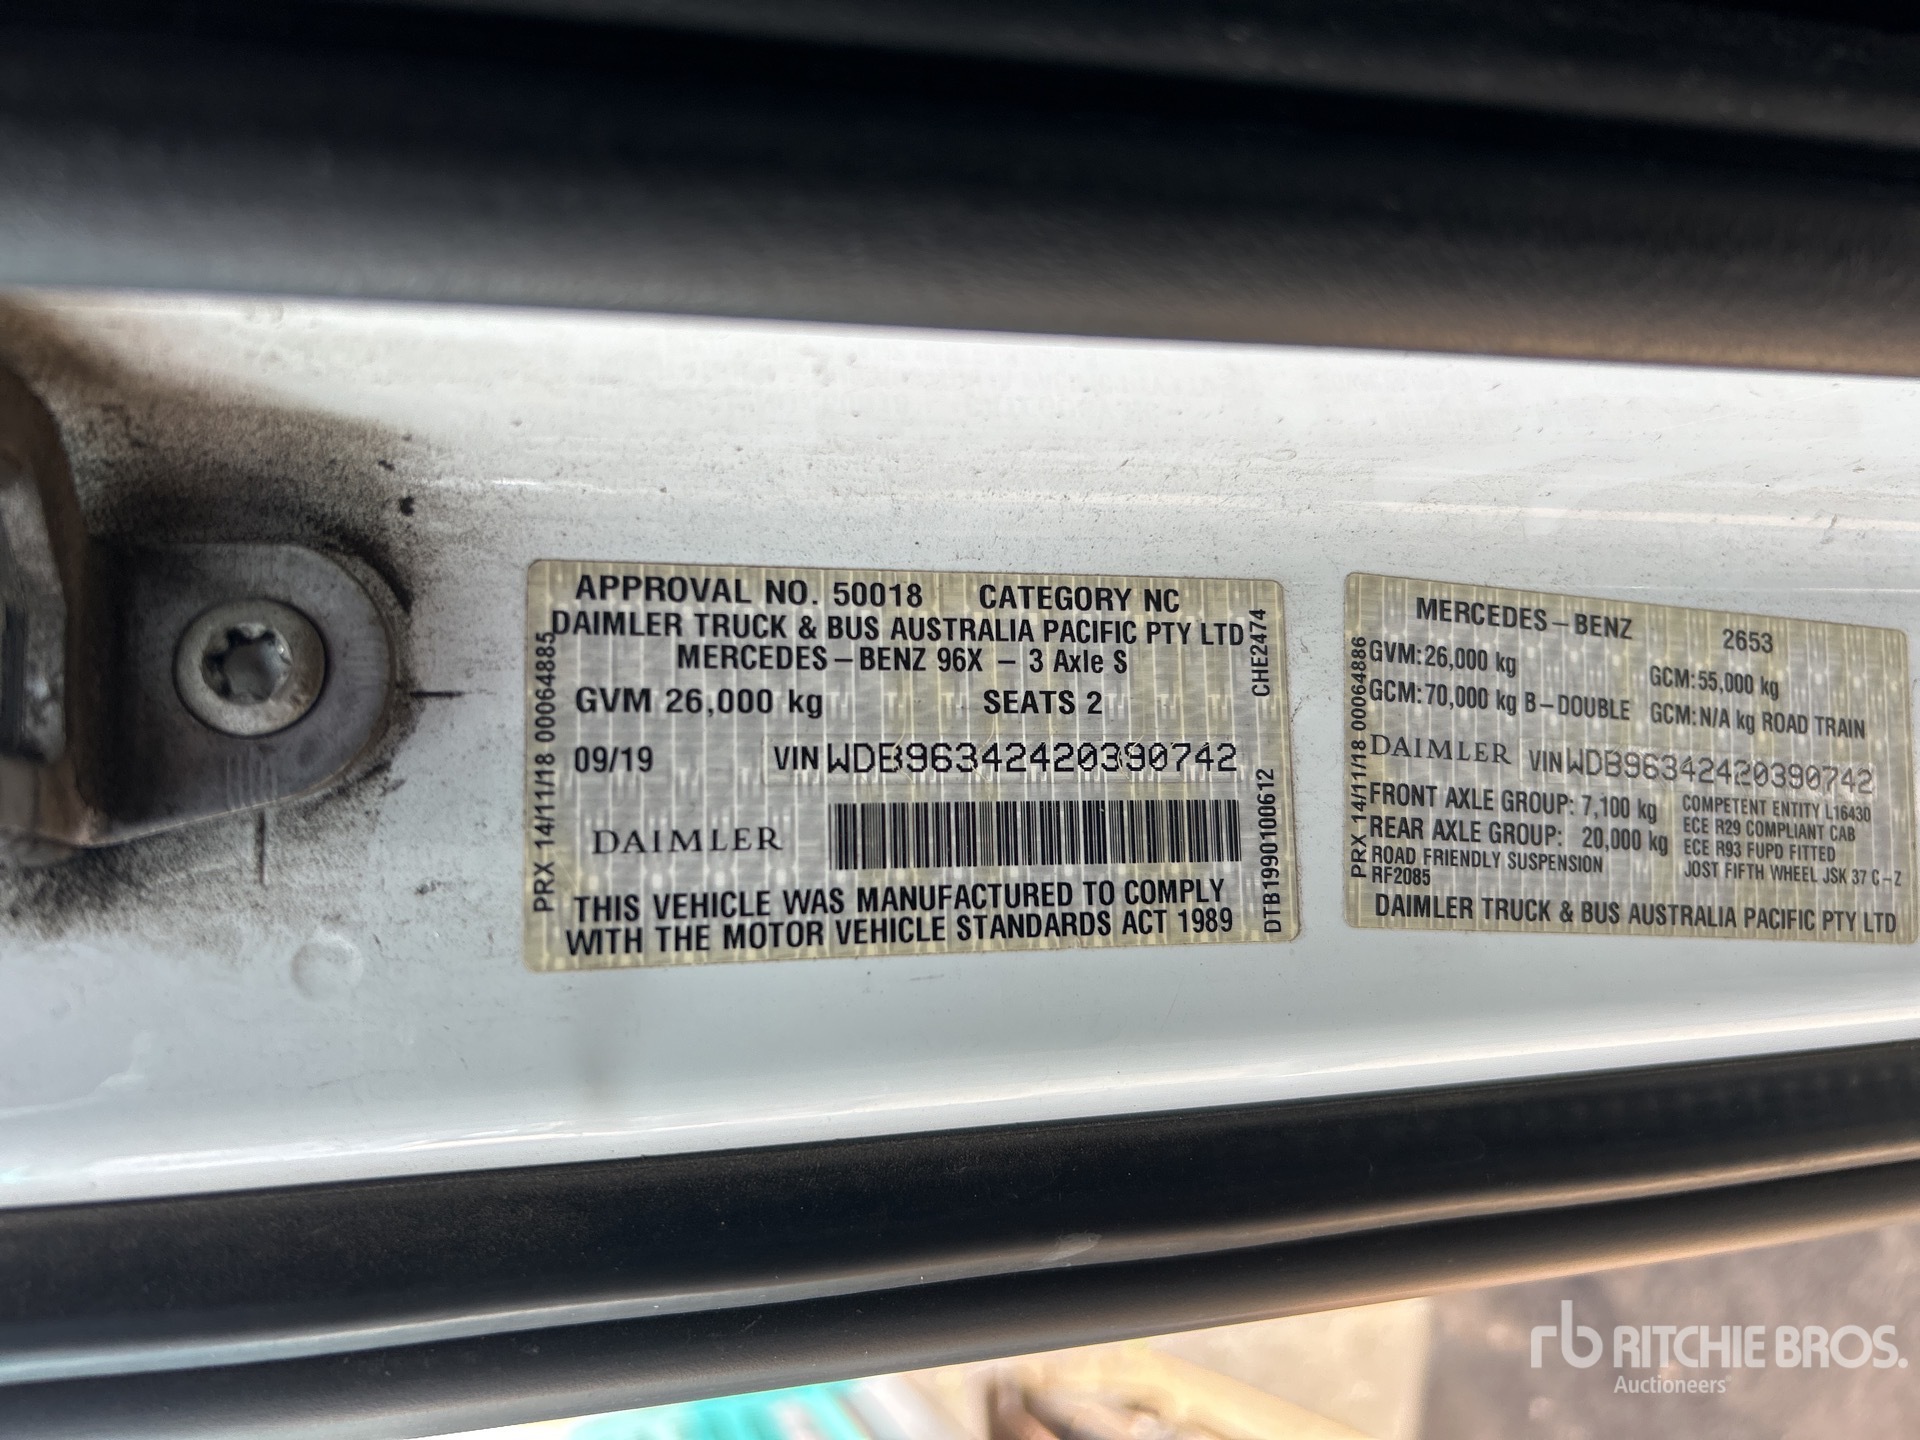 APPROVAL NO. 50018 CATEGORY NC
DAIMLER TRUCK & BUS AUSTRALIA PACIFIC PTY LTD
MERCEDES-BENZ 96X - 3 Axle S
GVM 26,000 kg SEATS 2
09/19 VIN WDB96342420390742
DAIMLER
THIS VEHICLE WAS MANUFACTURED TO COMPLY
WITH THE MOTOR VEHICLE STANDARDS ACT 1989
PRX 14/11/18 00064885
CHE2474
DTB1990100612
MERCEDES-BENZ 2653
GVM: 26,000 kg GCM: 55,000 kg
GCM: 70,000 kg B-DOUBLE GCM: N/A kg ROAD TRAIN
DAIMLER VIN WDB96342420390742
FRONT AXLE GROUP: 7,100 kg
REAR AXLE GROUP: 20,000 kg
ROAD FRIENDLY SUSPENSION
RF2085
COMPETENT ENTITY L16430
ECE R29 COMPLIANT CAB
ECE R93 FUPD FITTED
JOST FIFTH WHEEL JSK 37 C-Z
DAIMLER TRUCK & BUS AUSTRALIA PACIFIC PTY LTD
PRX 14/11/18 00064886
rb RITCHIE BROS.
Auctioneers